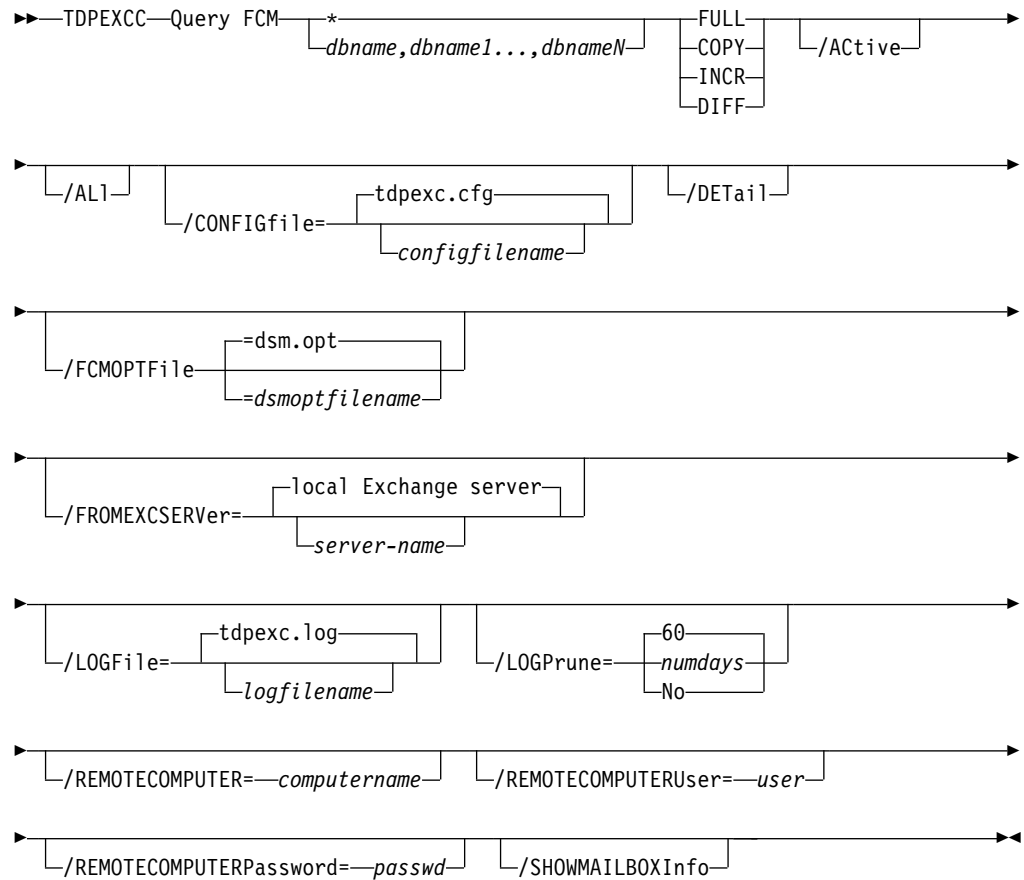 TDPEXCC Query FCM * FULL
dbname,dbname1...,dbnameN COPY /ACtive
INCR
DIFF
/ALl tdpexc.cfg /DETail
/CONFIGfile=
configfilename
=dsm.opt
/FCMOPTFile
=dsmoptfilename
local Exchange server
/FROMEXCSERVer=
server-name
tdpexc.log 60
/LOGFile= /LOGPrune= numdays
logfilename No
/REMOTECOMPUTER= computername /REMOTECOMPUTERUser= user
/REMOTECOMPUTERPassword= passwd /SHOWMAILBOXInfo